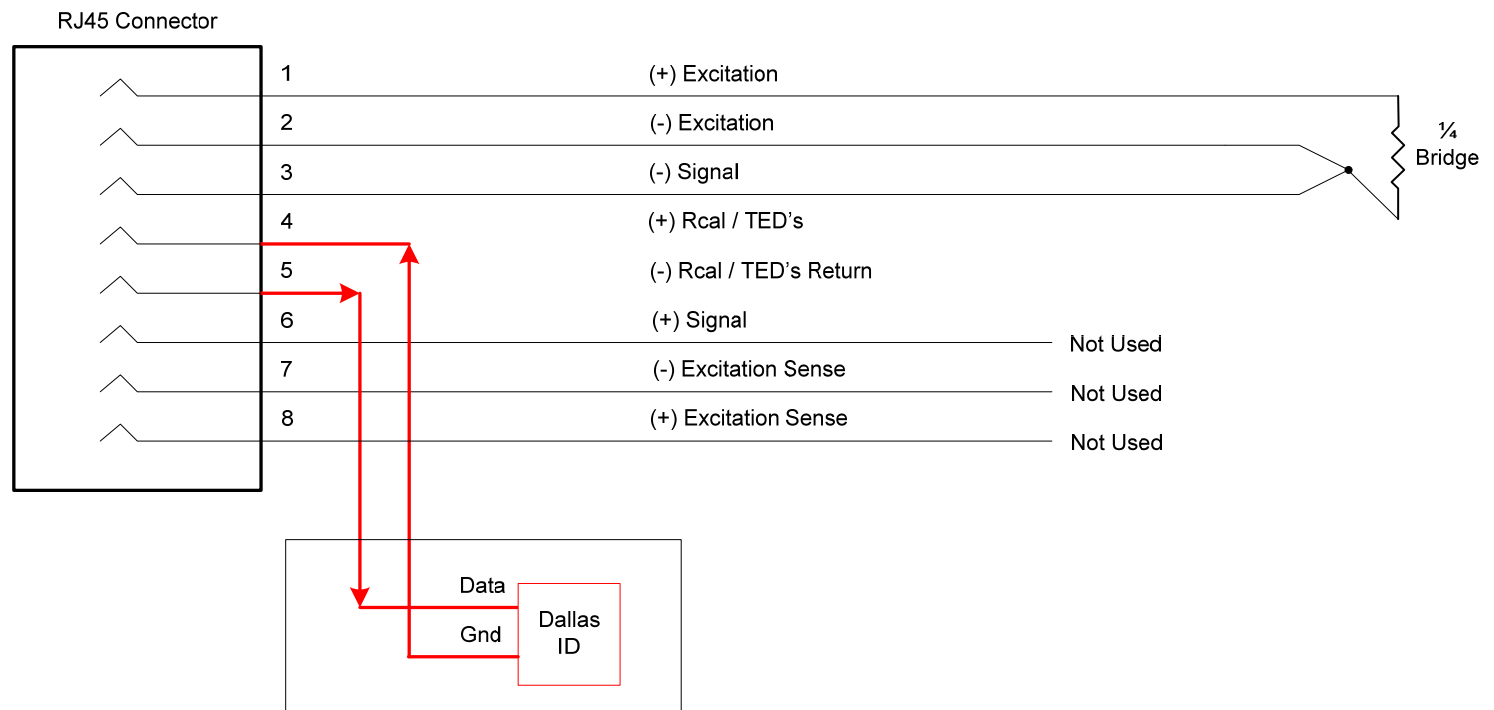 RJ45 Connector
1 (+) Excitation
2 (-) Excitation
¼
Bridge
3 (-) Signal
4 (+) Rcal / TED’s
5 (-) Rcal / TED’s Return
6 (+) Signal
Not Used
7 (-) Excitation Sense
Not Used
8 (+) Excitation Sense
Not Used
Data
Gnd
Dallas
ID